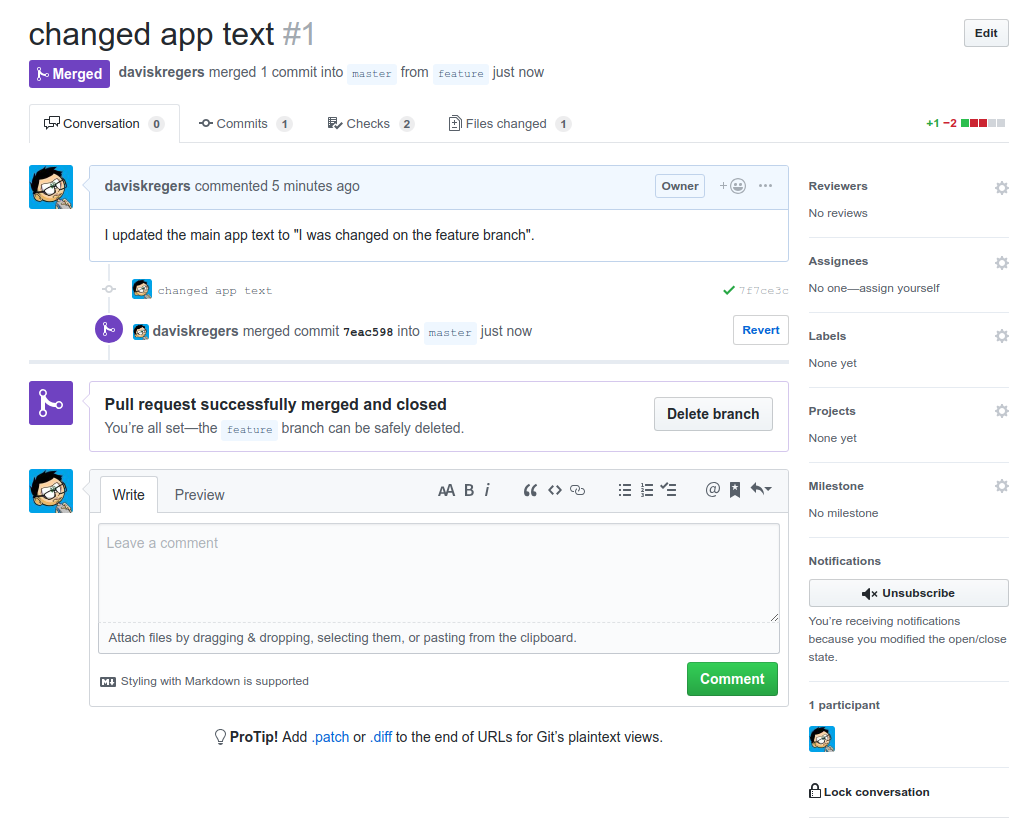 changed app text #1
Edit
Merged daviskregers merged 1 commit into master from feature just now
Conversation 0 Commits 1 Checks 2 Files changed 1 +1 −2
daviskregers commented 5 minutes ago Owner
I updated the main app text to "I was changed on the feature branch".
changed app text 7f7ce3c
daviskregers merged commit 7eac598 into master just now Revert
Pull request successfully merged and closed
You're all set—the feature branch can be safely deleted.
Delete branch
Write Preview AA B i
Leave a comment
Attach files by dragging & dropping, selecting them, or pasting from the clipboard.
Styling with Markdown is supported
Comment
ProTip! Add .patch or .diff to the end of URLs for Git's plaintext views.
Reviewers
No reviews
Assignees
No one—assign yourself
Labels
None yet
Projects
None yet
Milestone
No milestone
Notifications
Unsubscribe
You're receiving notifications
because you modified the open/close
state.
1 participant
Lock conversation